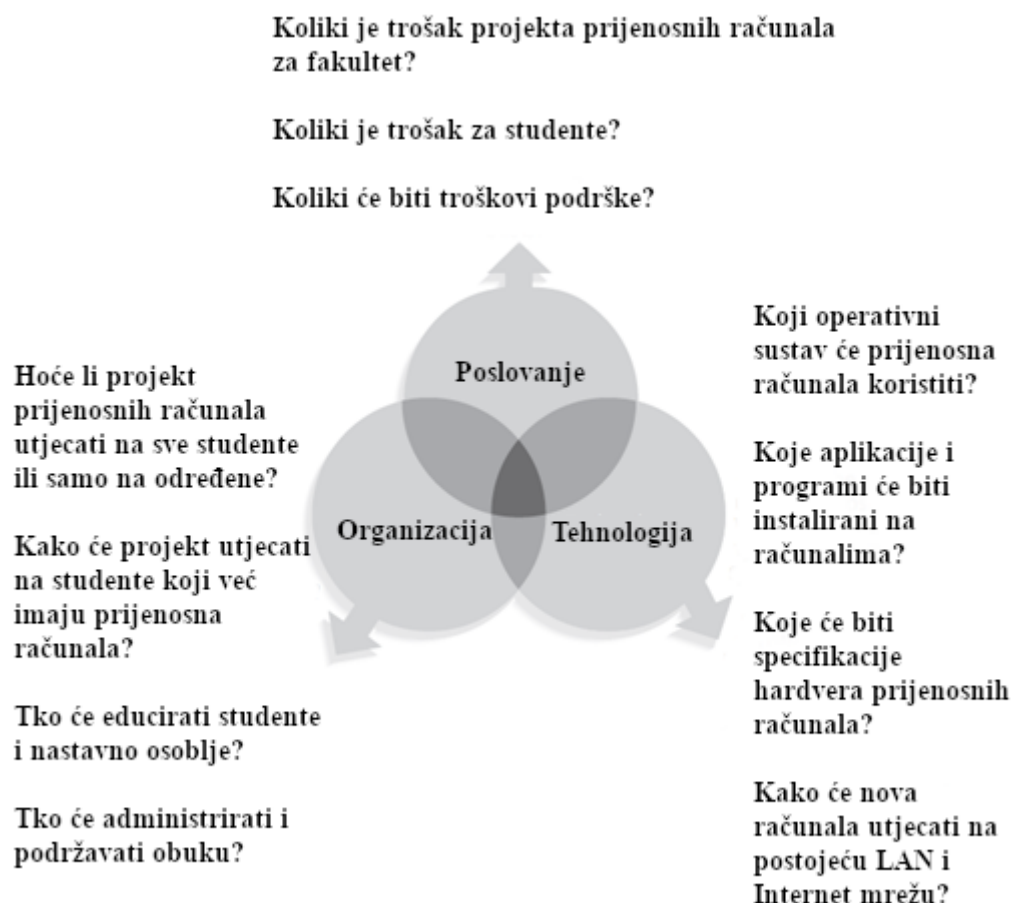 Koliki je trošak projekta prijenosnih računala
za fakultet?
Koliki je trošak za studente?
Koliki će biti troškovi podrške?
Poslovanje
Organizacija
Tehnologija
Hoće li projekt
prijenosnih računala
utjecati na sve studente
ili samo na određene?
Kako će projekt utjecati
na studente koji već
imaju prijenosna
računala?
Tko će educirati studente
i nastavno osoblje?
Tko će administrirati i
podržavati obuku?
Koji operativni
sustav će prijenosna
računala koristiti?
Koje aplikacije i
programi će biti
instalirani na
računalima?
Koje će biti
specifikacije
hardvera prijenosnih
računala?
Kako će nova
računala utjecati na
postojeću LAN i
Internet mrežu?